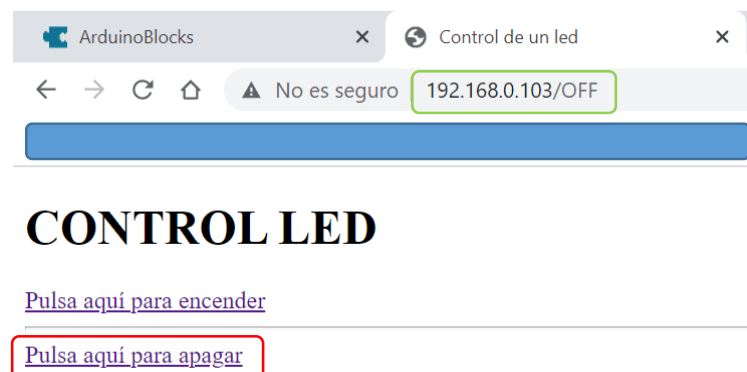 ArduinoBlocks
Control de un led
No es seguro 192.168.0.103/OFF
CONTROL LED
Pulsa aquí para encender
Pulsa aquí para apagar